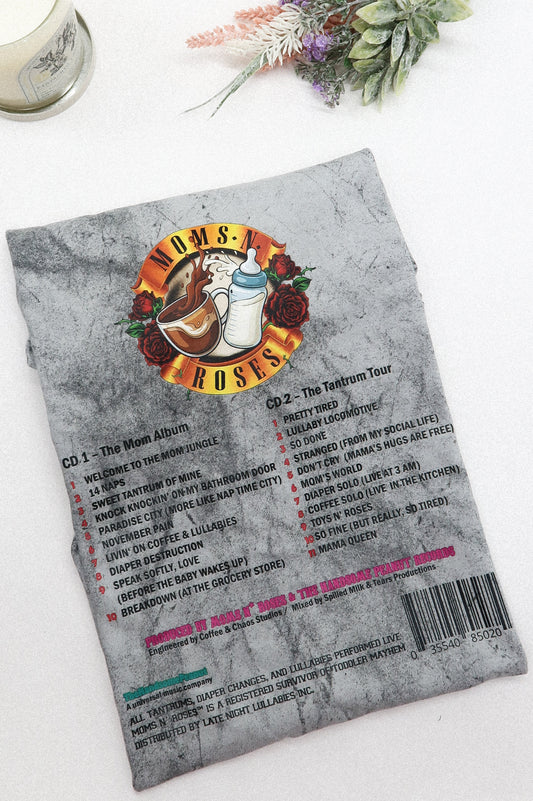 MOMS•N•
ROSES
CD 1 – The Mom Album
1 WELCOME TO THE MOM JUNGLE
2 14 NAPS
3 SWEET TANTRUM OF MINE
4 KNOCK KNOCKIN' ON MY BATHROOM DOOR
5 PARADISE CITY (MORE LIKE NAP TIME CITY)
6 NOVEMBER PAIN
7 LIVIN' ON COFFEE & LULLABIES
8 DIAPER DESTRUCTION
9 SPEAK SOFTLY, LOVE
(BEFORE THE BABY WAKES UP)
10 BREAKDOWN (AT THE GROCERY STORE)
CD 2 – The Tantrum Tour
1 PRETTY TIRED
2 LULLABY LOCOMOTIVE
3 SO DONE
4 STRANGED (FROM MY SOCIAL LIFE)
5 DON'T CRY (MAMA'S HUGS ARE FREE)
6 MOM'S WORLD
7 DIAPER SOLO (LIVE AT 3 AM)
8 COFFEE SOLO (LIVE IN THE KITCHEN)
9 TOYS N' ROSES
10 SO FINE (BUT REALLY, SO TIRED)
11 MAMA QUEEN
PRODUCED BY MAMA N' ROSES & THE HANDSOME PEANUT RECORDS
Engineered by Coffee & Chaos Studios / Mixed by Spilled Milk & Tears Productions
0 35540 85020
A universal music company
ALL TANTRUMS, DIAPER CHANGES, AND LULLABIES PERFORMED LIVE
MOMS N' ROSES™ IS A REGISTERED SURVIVOR OF TODDLER MAYHEM
DISTRIBUTED BY LATE NIGHT LULLABIES, INC.